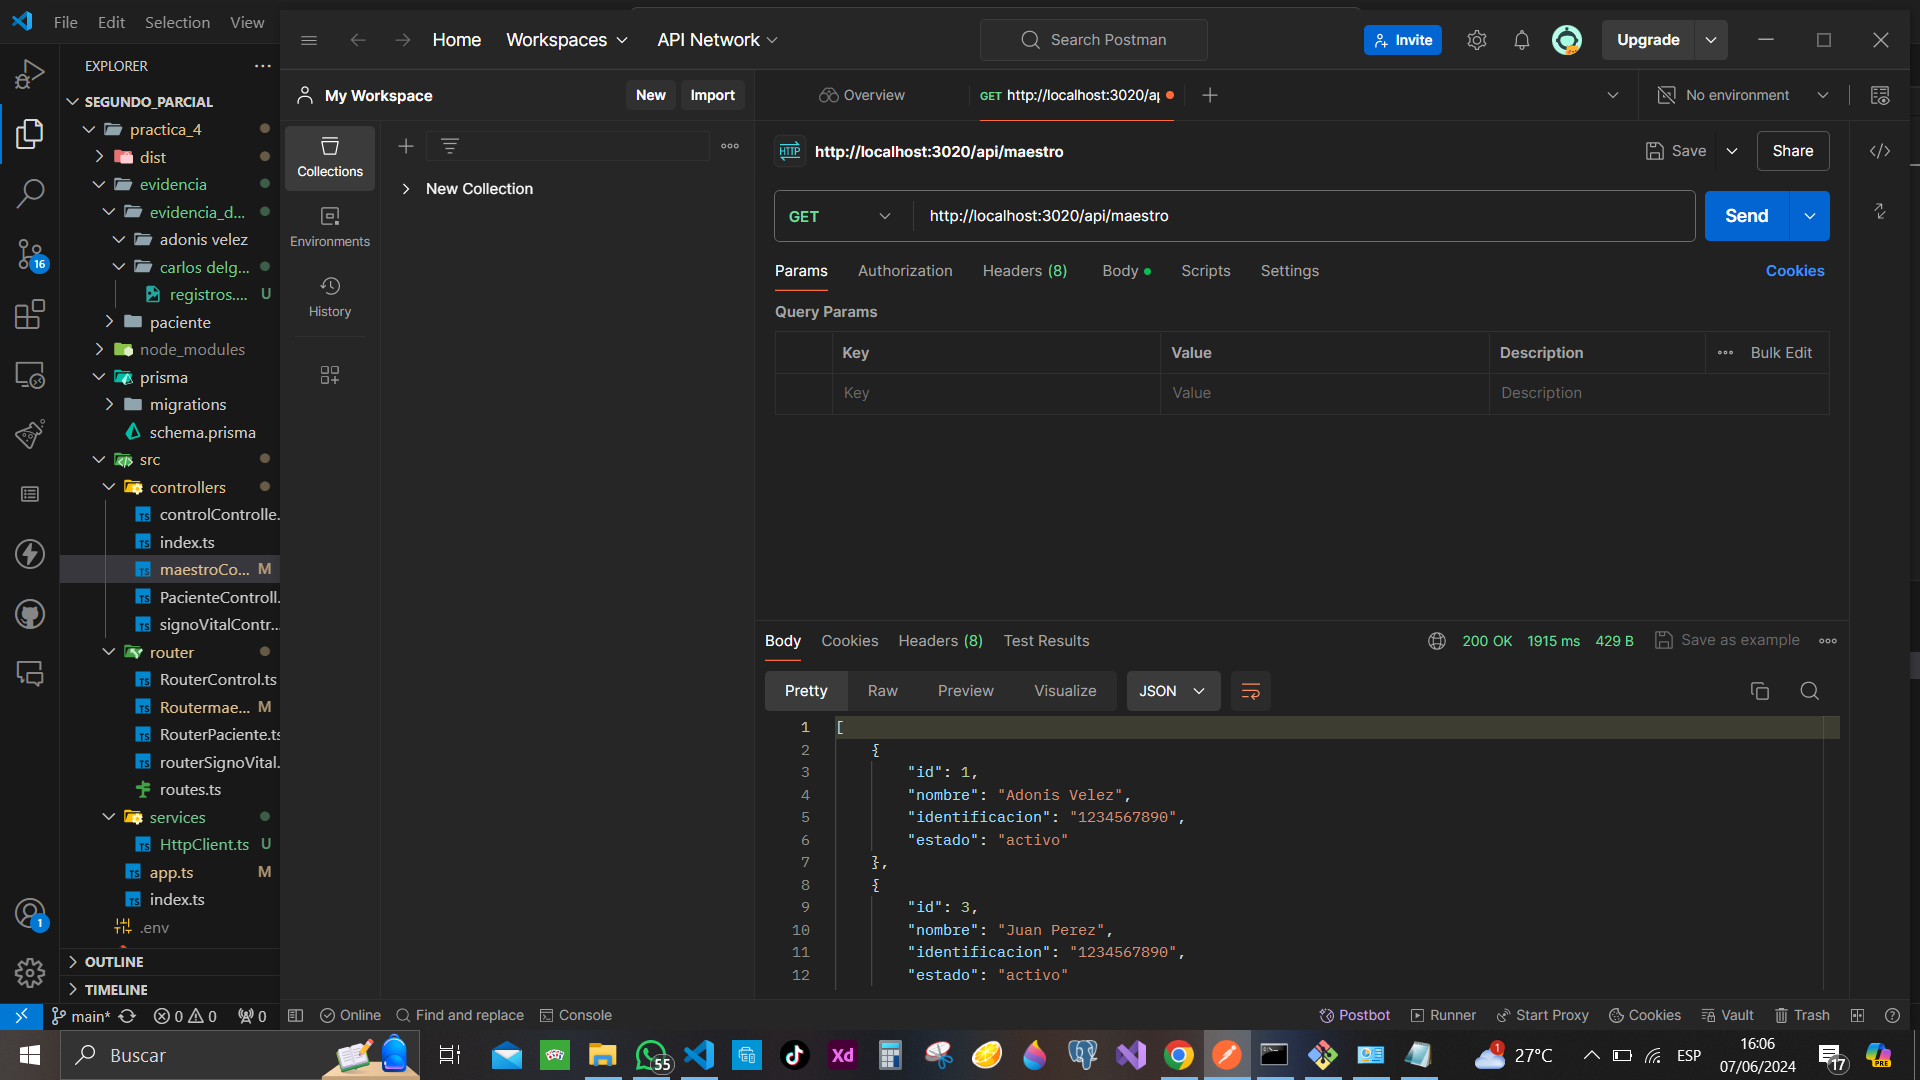 File Edit Selection View
EXPLORER
SEGUNDO_PARCIAL
practica_4
dist
evidencia
evidencia_d...
adonis velez
carlos delg...
registros.... U
paciente
node_modules
prisma
migrations
schema.prisma
src
controllers
controlControlle.
index.ts
maestroCo... M
PacienteControll.
signoVitalContr...
router
RouterControl.ts
Routermae... M
RouterPaciente.ts
routerSignoVital.
routes.ts
services
HttpClient.ts U
app.ts M
index.ts
.env
OUTLINE
TIMELINE
16
1
main* 0 0 0
Home Workspaces API Network
Search Postman
Invite
Upgrade
My Workspace
New Import
Overview
GET http://localhost:3020/a
No environment
Collections
Environments
History
New Collection
HTTP http://localhost:3020/api/maestro
Save Share
GET http://localhost:3020/api/maestro
Send
Params Authorization Headers (8) Body Scripts Settings
Cookies
Query Params
Key Value Description Bulk Edit
Key Value Description
Body Cookies Headers (8) Test Results
200 OK 1915 ms 429 B Save as example
Pretty Raw Preview Visualize JSON
1 [
2 {
3 "id": 1,
4 "nombre": "Adonis Velez",
5 "identificacion": "1234567890",
6 "estado": "activo"
7 },
8 {
9 "id": 3,
10 "nombre": "Juan Perez",
11 "identificacion": "1234567890",
12 "estado": "activo"
Online Find and replace Console
Postbot Runner Start Proxy Cookies Vault Trash
Buscar
55
Xd
1
27°C
ESP
16:06
07/06/2024
17
PRE